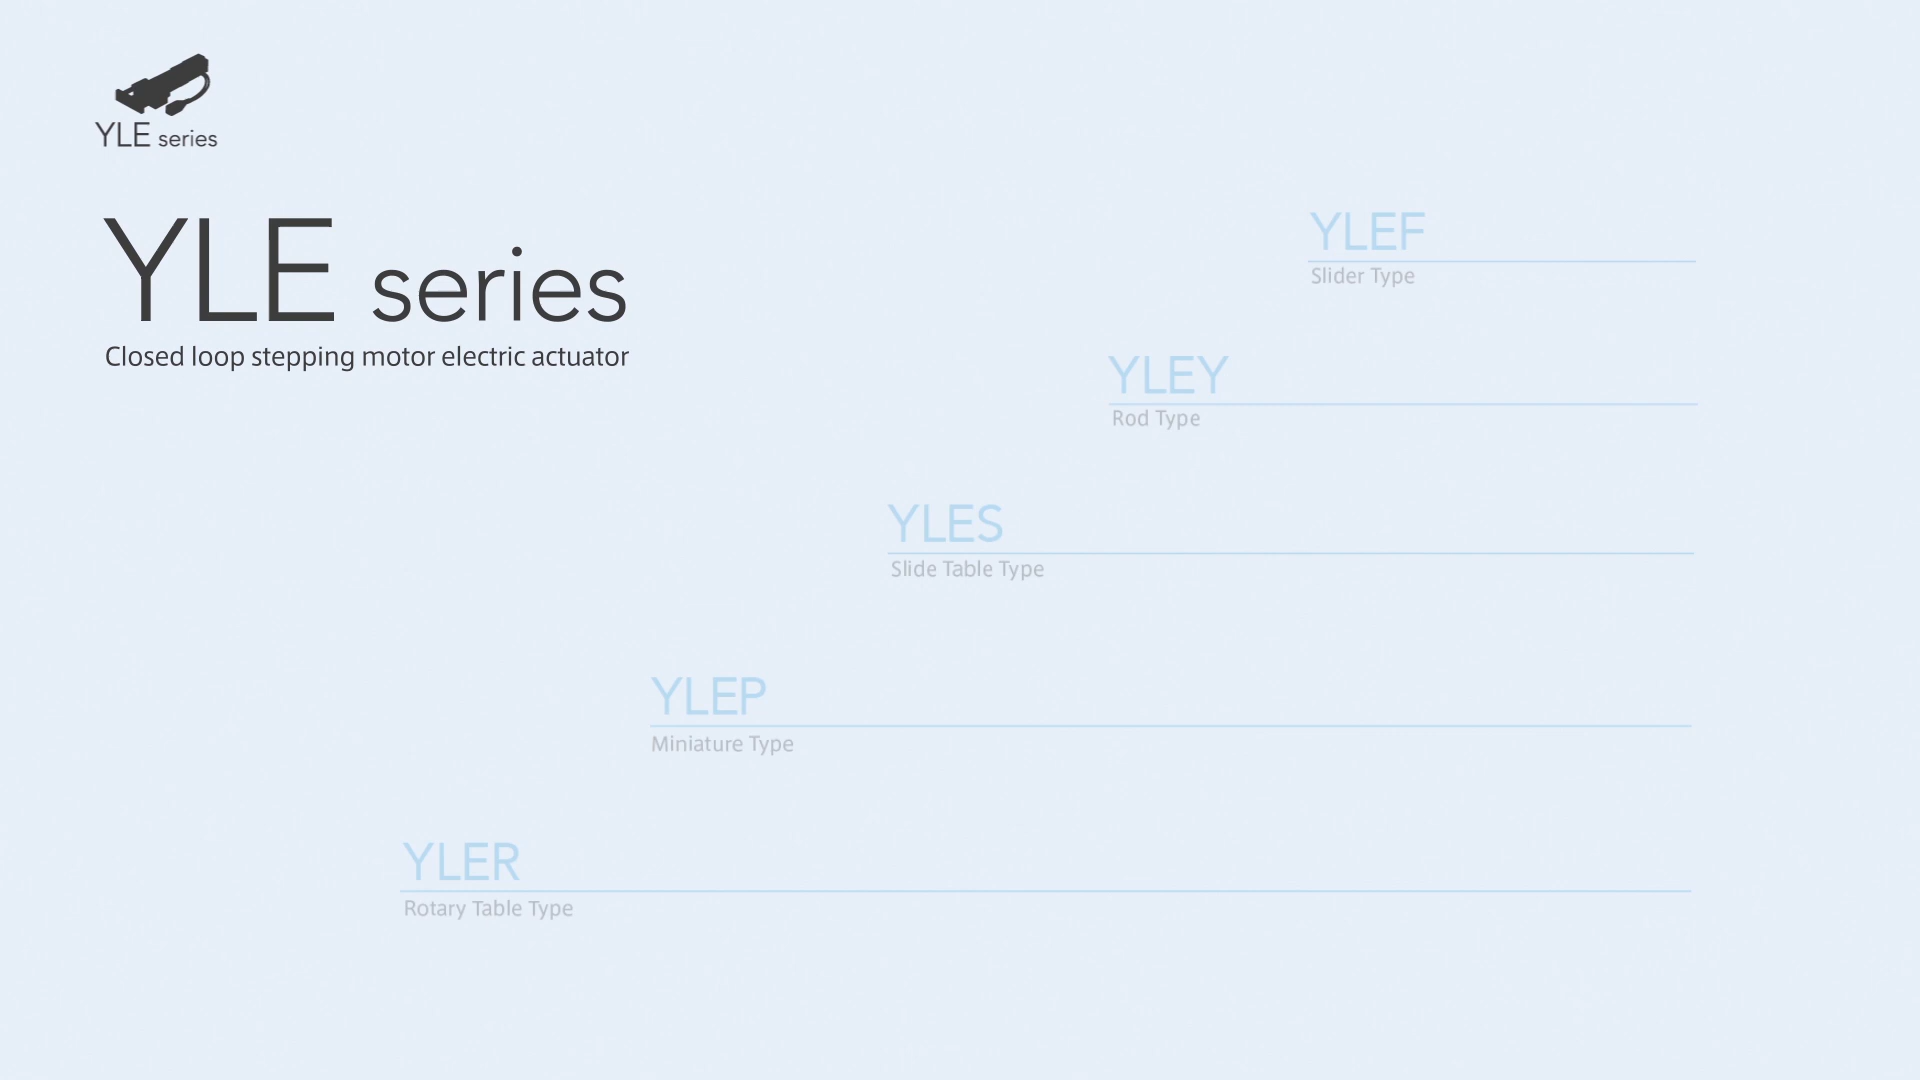 YLE series
YLE series
Closed loop stepping motor electric actuator
YLEF
Slider Type
YLEY
Rod Type
YLES
Slide Table Type
YLEP
Miniature Type
YLER
Rotary Table Type